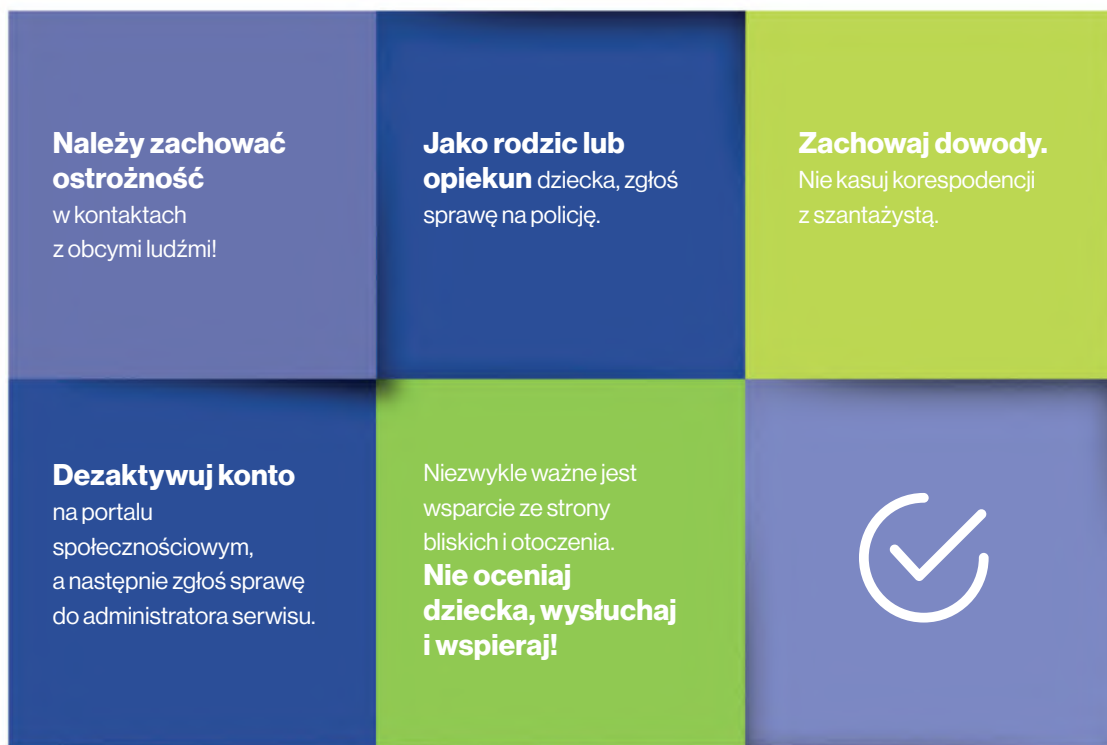 Należy zachować
ostrożność
w kontaktach
z obcymi ludźmi!
Jako rodzic lub
opiekun dziecka, zgłoś
sprawę na policję.
Zachowaj dowody.
Nie kasuj korespodencji
z szantażystą.
Dezaktywuj konto
na portalu
społecznościowym,
a następnie zgłoś sprawę
do administratora serwisu.
Niezwykle ważne jest
wsparcie ze strony
bliskich i otoczenia.
Nie oceniaj
dziecka, wysłuchaj
i wspieraj!